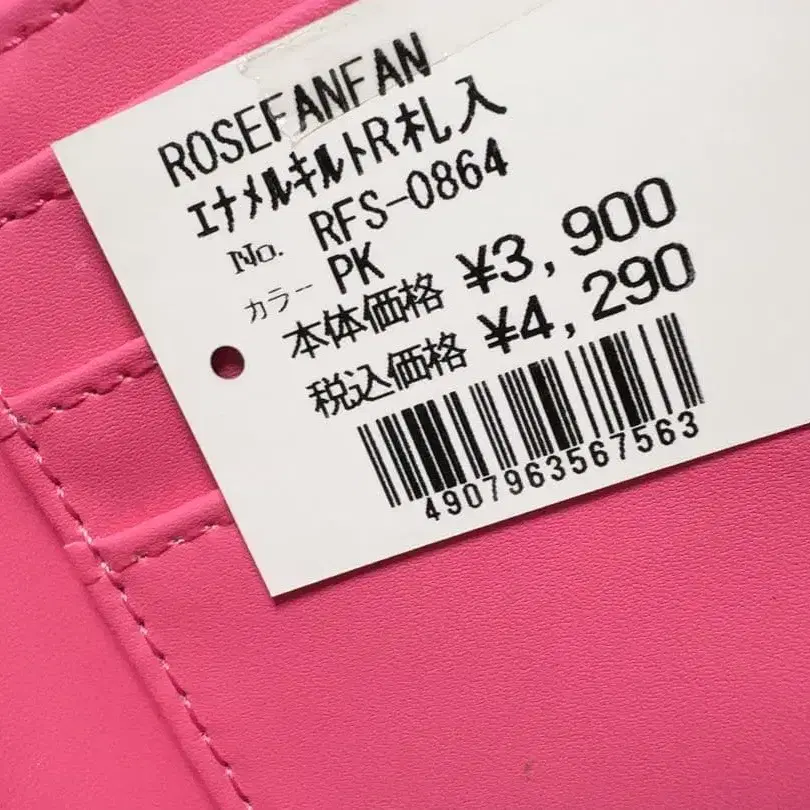 ROSEFANFAN
ｴﾅﾒﾙｷﾙﾄR札入
No. RFS-0864
カラー PK
本体価格 ¥3,900
税込価格 ¥4,290
4907963567563